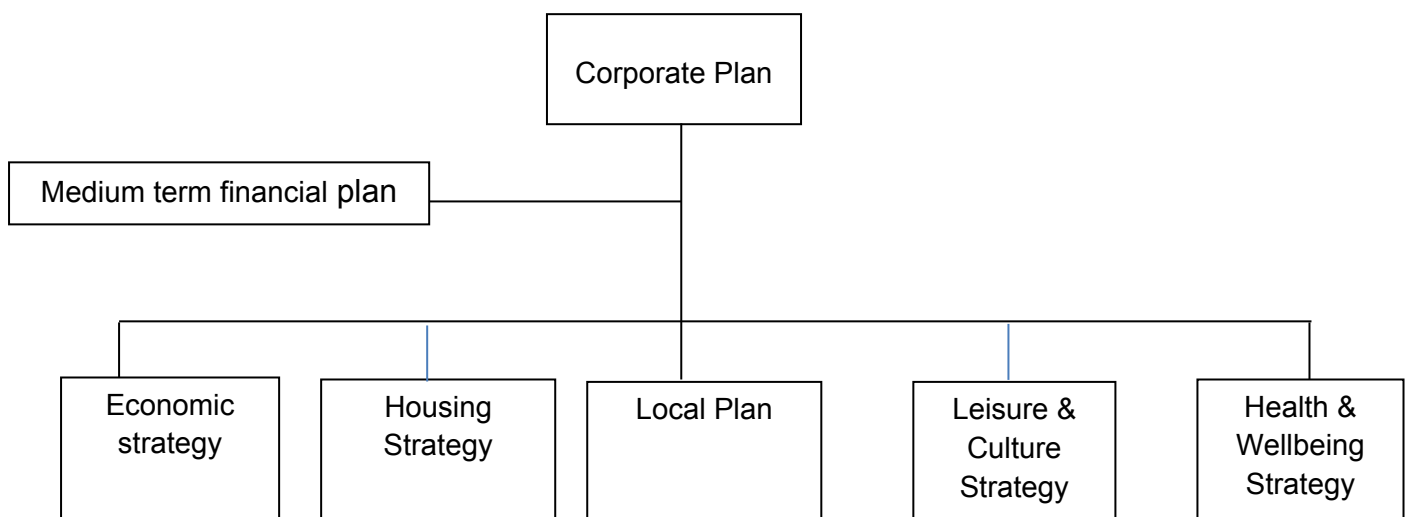 Corporate Plan
Medium term financial plan
Economic
strategy
Housing
Strategy
Local Plan
Leisure &
Culture
Strategy
Health &
Wellbeing
Strategy